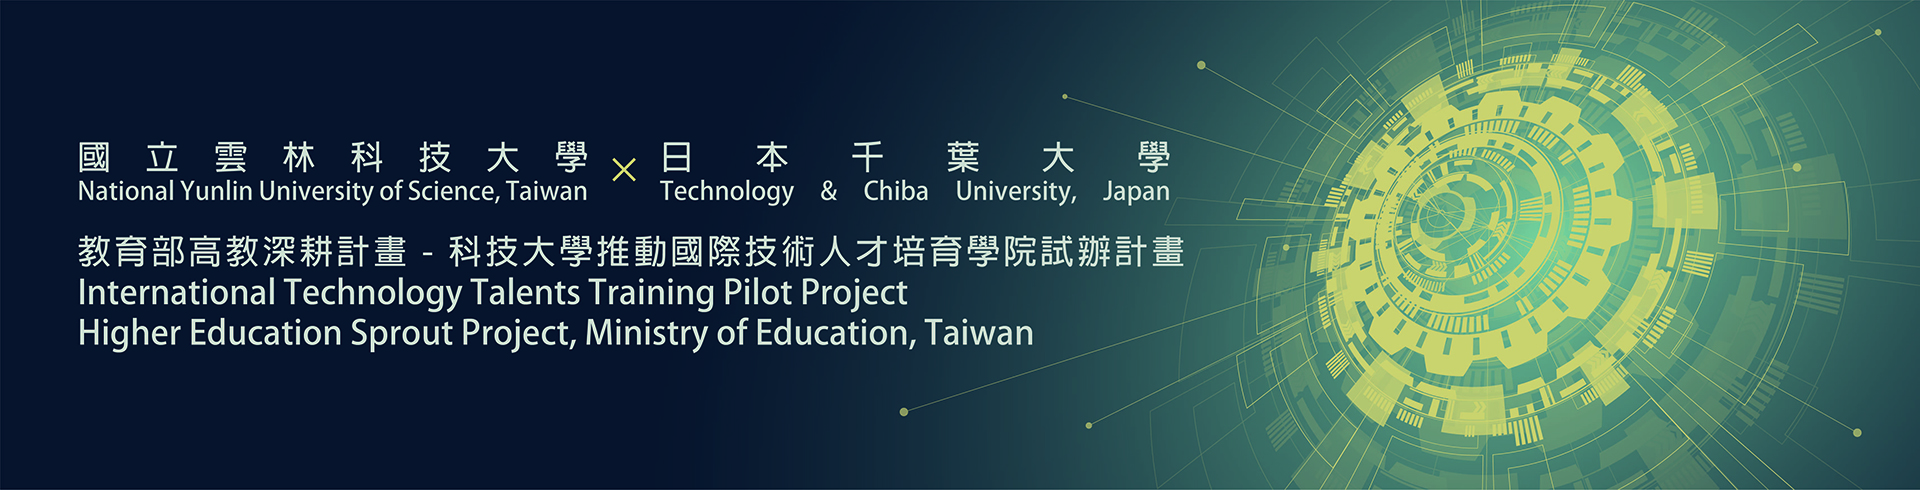 國立雲林科技大學 × 日本千葉大學
National Yunlin University of Science, Taiwan Technology & Chiba University, Japan
教育部高教深耕計畫 - 科技大學推動國際技術人才培育學院試辦計畫
International Technology Talents Training Pilot Project
Higher Education Sprout Project, Ministry of Education, Taiwan